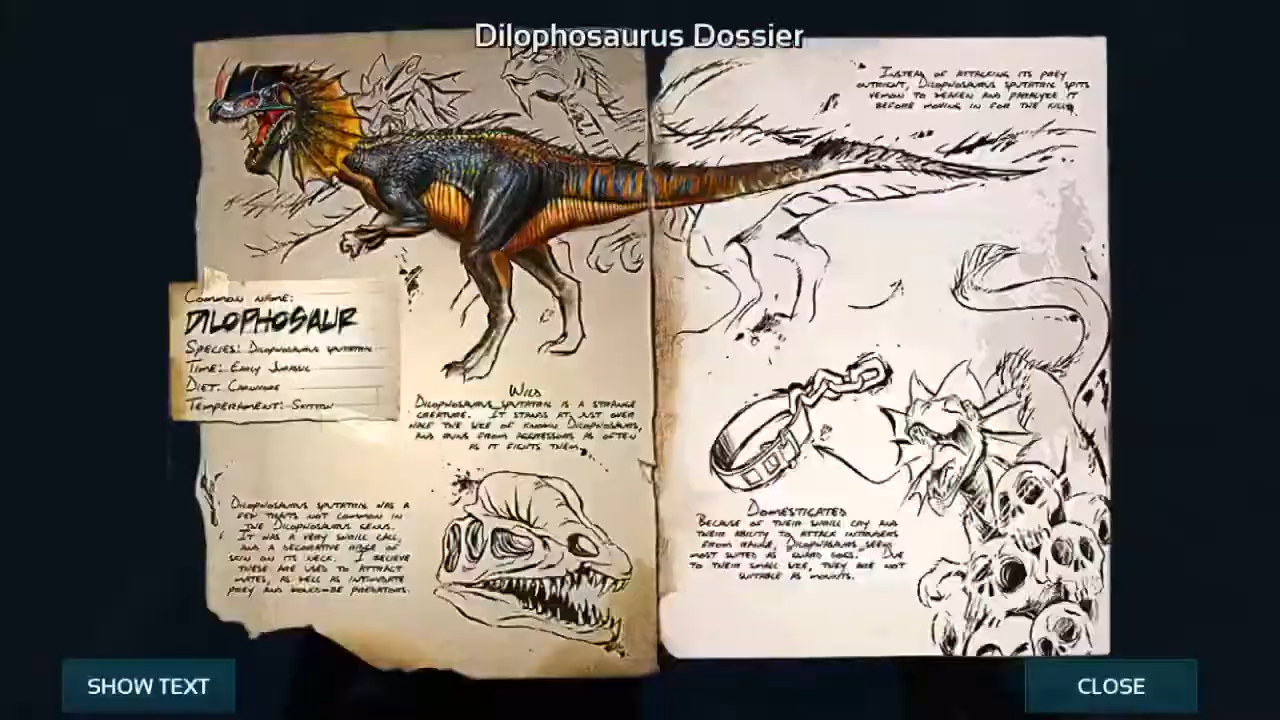 Dilophosaurus Dossier
Instead of attacking its prey
outright, Dilophosaurus sputatrix spits
venom to weaken and paralyze it
before moving in for the kill.
Common name:
Dilophosaur
Species: Dilophosaurus sputatrix
Time: Early Jurassic
Diet: Carnivore
Temperament: Skittish
Wild
Dilophosaurus sputatrix is a strange
creature. It stands at just over
half the size of known Dilophosaurus,
and runs from aggressors as often
as it fights them.
Dilophosaurus sputatrix has a
few traits not common in
the Dilophosaurus genus.
It has a very shrill call,
and a decorative ridge of
skin on its neck. I believe
these are used to attract
mates, as well as intimidate
prey and would-be predators.
Domesticated
Because of their shrill cry and
their ability to attack intruders
from range, Dilophosaurs seem
most suited as guard dogs. Due
to their small size, they are not
suitable as mounts.
SHOW TEXT
CLOSE